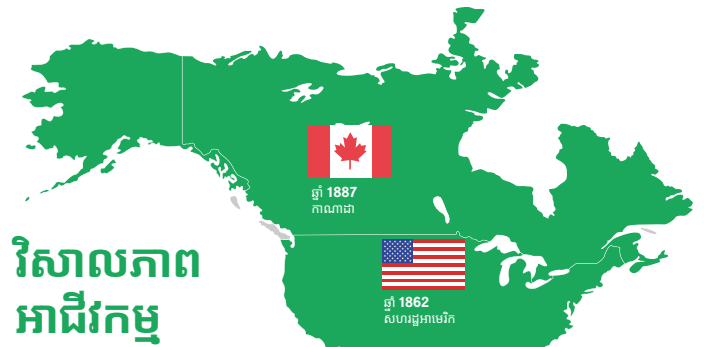 ឆ្នាំ 1887
កាណាដា
វិសាលភាព
អាជីវកម្ម
ឆ្នាំ 1862
សហរដ្ឋអាមេរិក